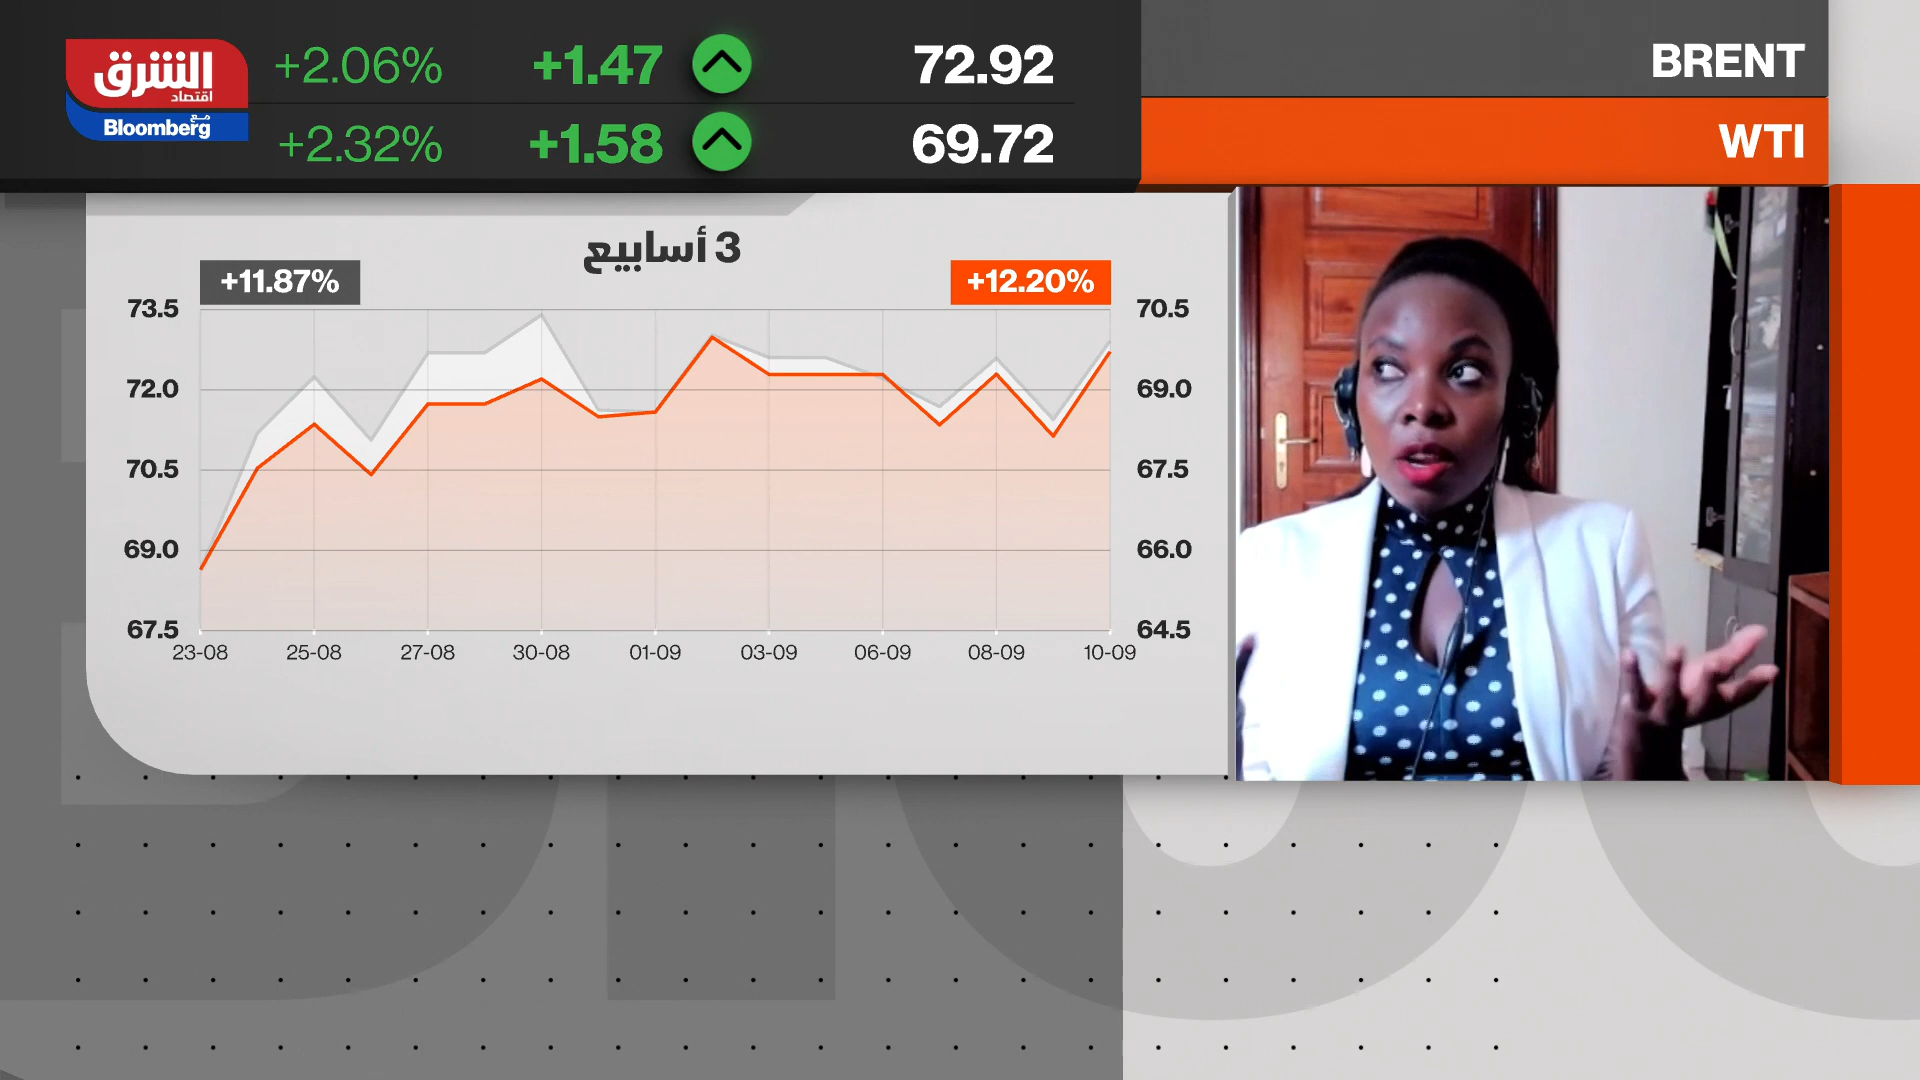 الشرق
اقتصاد
مع
Bloomberg
+2.06% +1.47 72.92 BRENT
+2.32% +1.58 69.72 WTI
3 أسابيع
+11.87% +12.20%
73.5 70.5
72.0 69.0
70.5 67.5
69.0 66.0
67.5 64.5
23-08 25-08 27-08 30-08 01-09 03-09 06-09 08-09 10-09